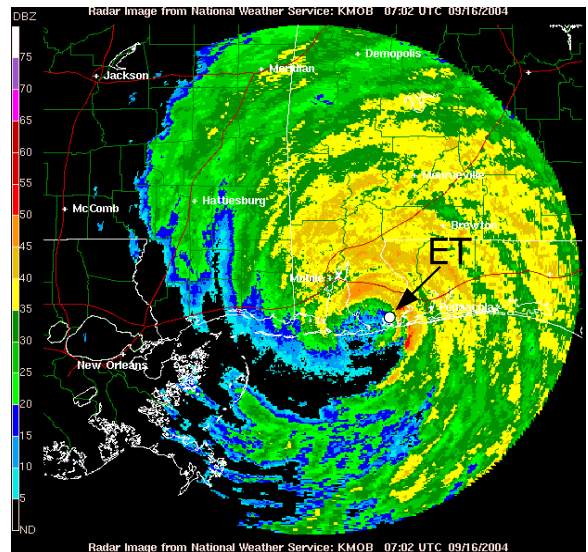 Radar Image from National Weather Service: KMOB 07:02 UTC 09/16/2004
DBZ
75
70
65
60
55
50
45
40
35
30
25
20
15
10
5
ND
Demopolis
Meridian
Jackson
Monroeville
Hattiesburg
McComb
Brewton
ET
Mobile
Pensacola
New Orleans
Radar Image from National Weather Service: KMOB 07:02 UTC 09/16/2004